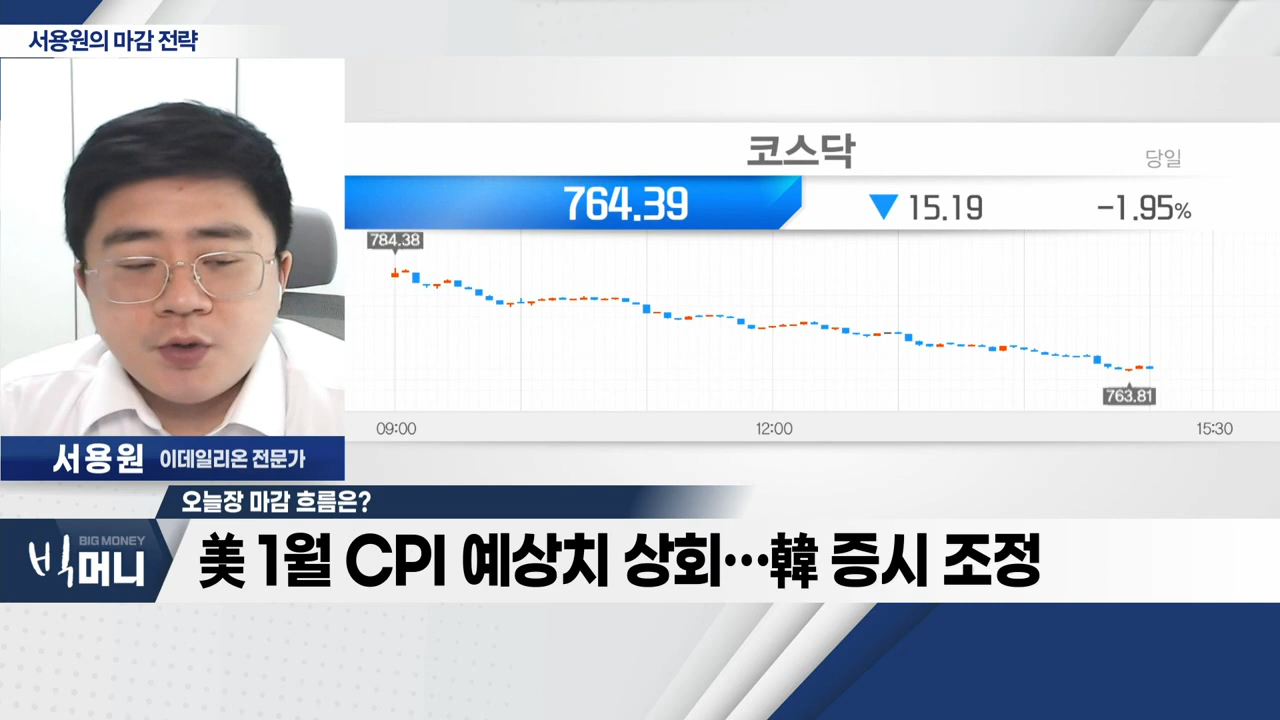 서용원의 마감 전략
코스닥
당일
764.39 ▼ 15.19 -1.95%
784.38
763.81
09:00 12:00 15:30
서용원 이데일리온 전문가
오늘장 마감 흐름은?
BIG MONEY
빅머니
美 1월 CPI 예상치 상회…韓 증시 조정